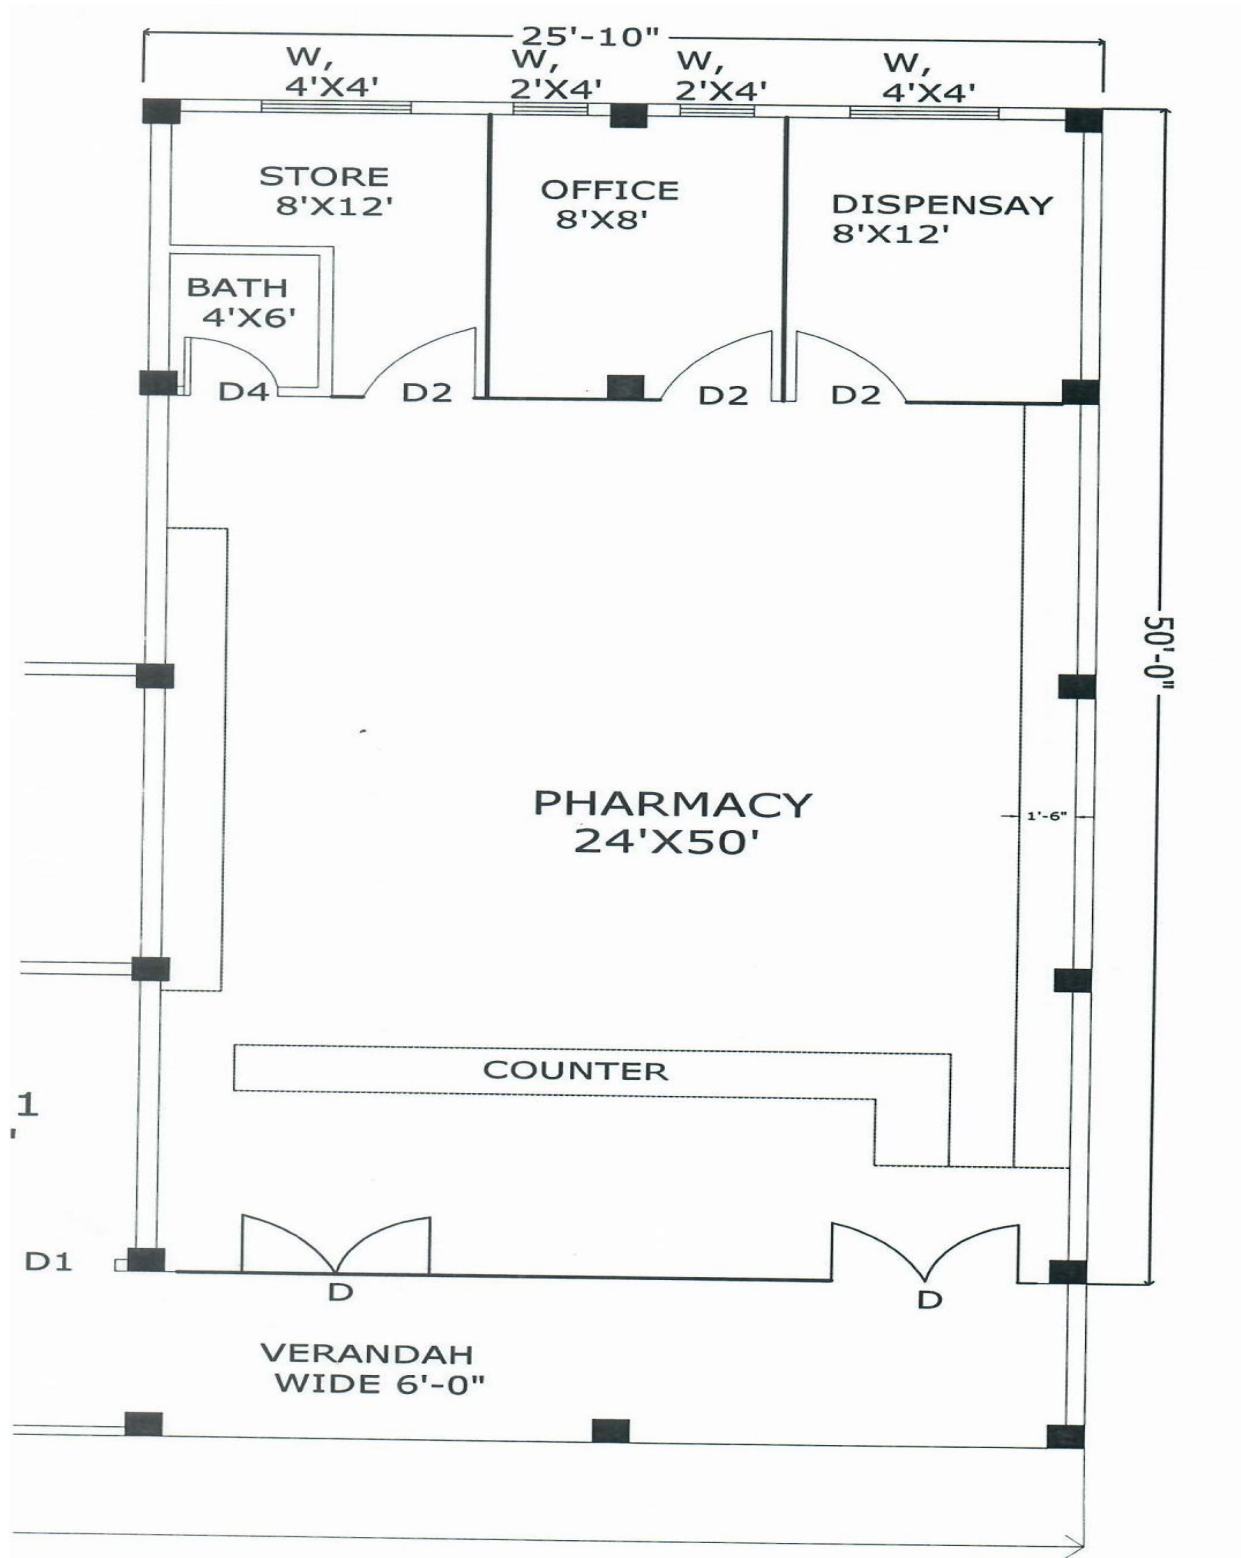 25'-10"
W,
4'X4'
W,
2'X4'
W,
2'X4'
W,
4'X4'
STORE
8'X12'
OFFICE
8'X8'
DISPENSAY
8'X12'
BATH
4'X6'
D4
D2
D2
D2
50'-0"
PHARMACY
24'X50'
1'-6"
COUNTER
1
'
D1
D
D
VERANDAH
WIDE 6'-0"